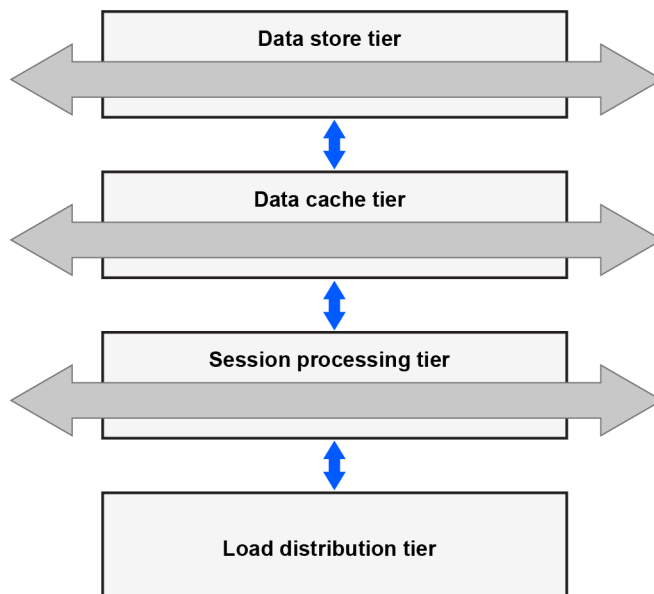 Data store tier
Data cache tier
Session processing tier
Load distribution tier